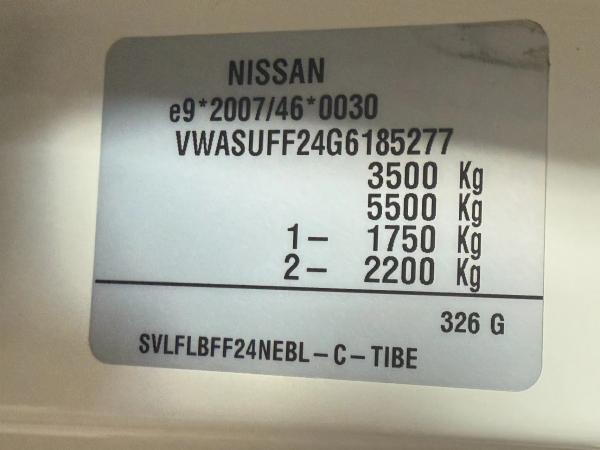 NISSAN
e9*2007/46*0030
VWASUFF24G6185277
3500 Kg
5500 Kg
1- 1750 Kg
2- 2200 Kg
326 G
SVLFLBFF24NEBL-C-TIBE